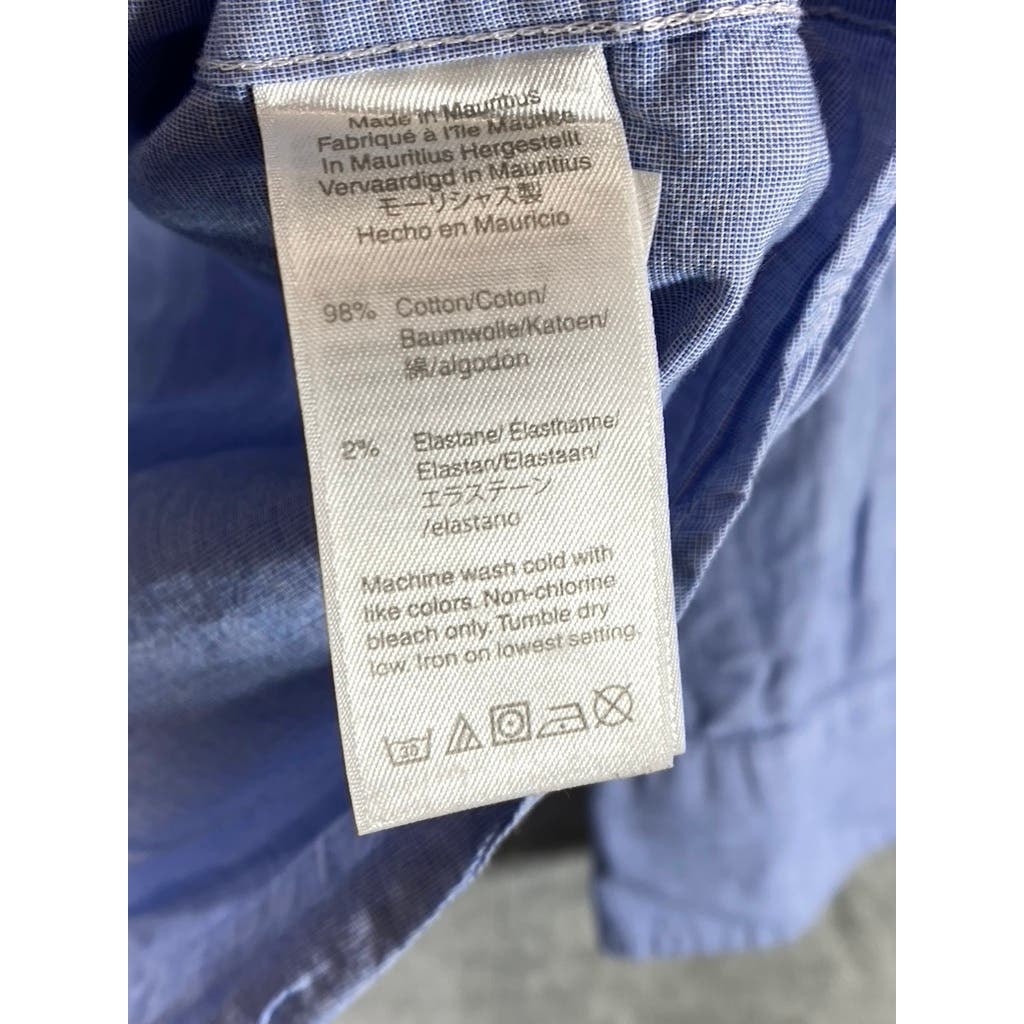 Made in Mauritius
Fabriqué à l'île Maurice
In Mauritius Hergestellt
Vervaardigd in Mauritius
モーリシャス製
Hecho en Mauricio
98% Cotton/Coton/
Baumwolle/Katoen/
綿/algodon
2% Elastane/ Elasthanne/
Elastan/Elastaan/
エラステーン
/elastano
Machine wash cold with
like colors. Non-chlorine
bleach only. Tumble dry
low. Iron on lowest setting.
30